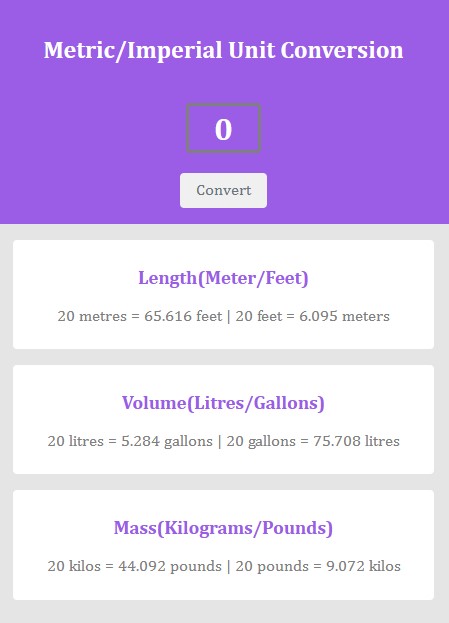 Metric/Imperial Unit Conversion
0
Convert
Length(Meter/Feet)
20 metres = 65.616 feet | 20 feet = 6.095 meters
Volume(Litres/Gallons)
20 litres = 5.284 gallons | 20 gallons = 75.708 litres
Mass(Kilograms/Pounds)
20 kilos = 44.092 pounds | 20 pounds = 9.072 kilos